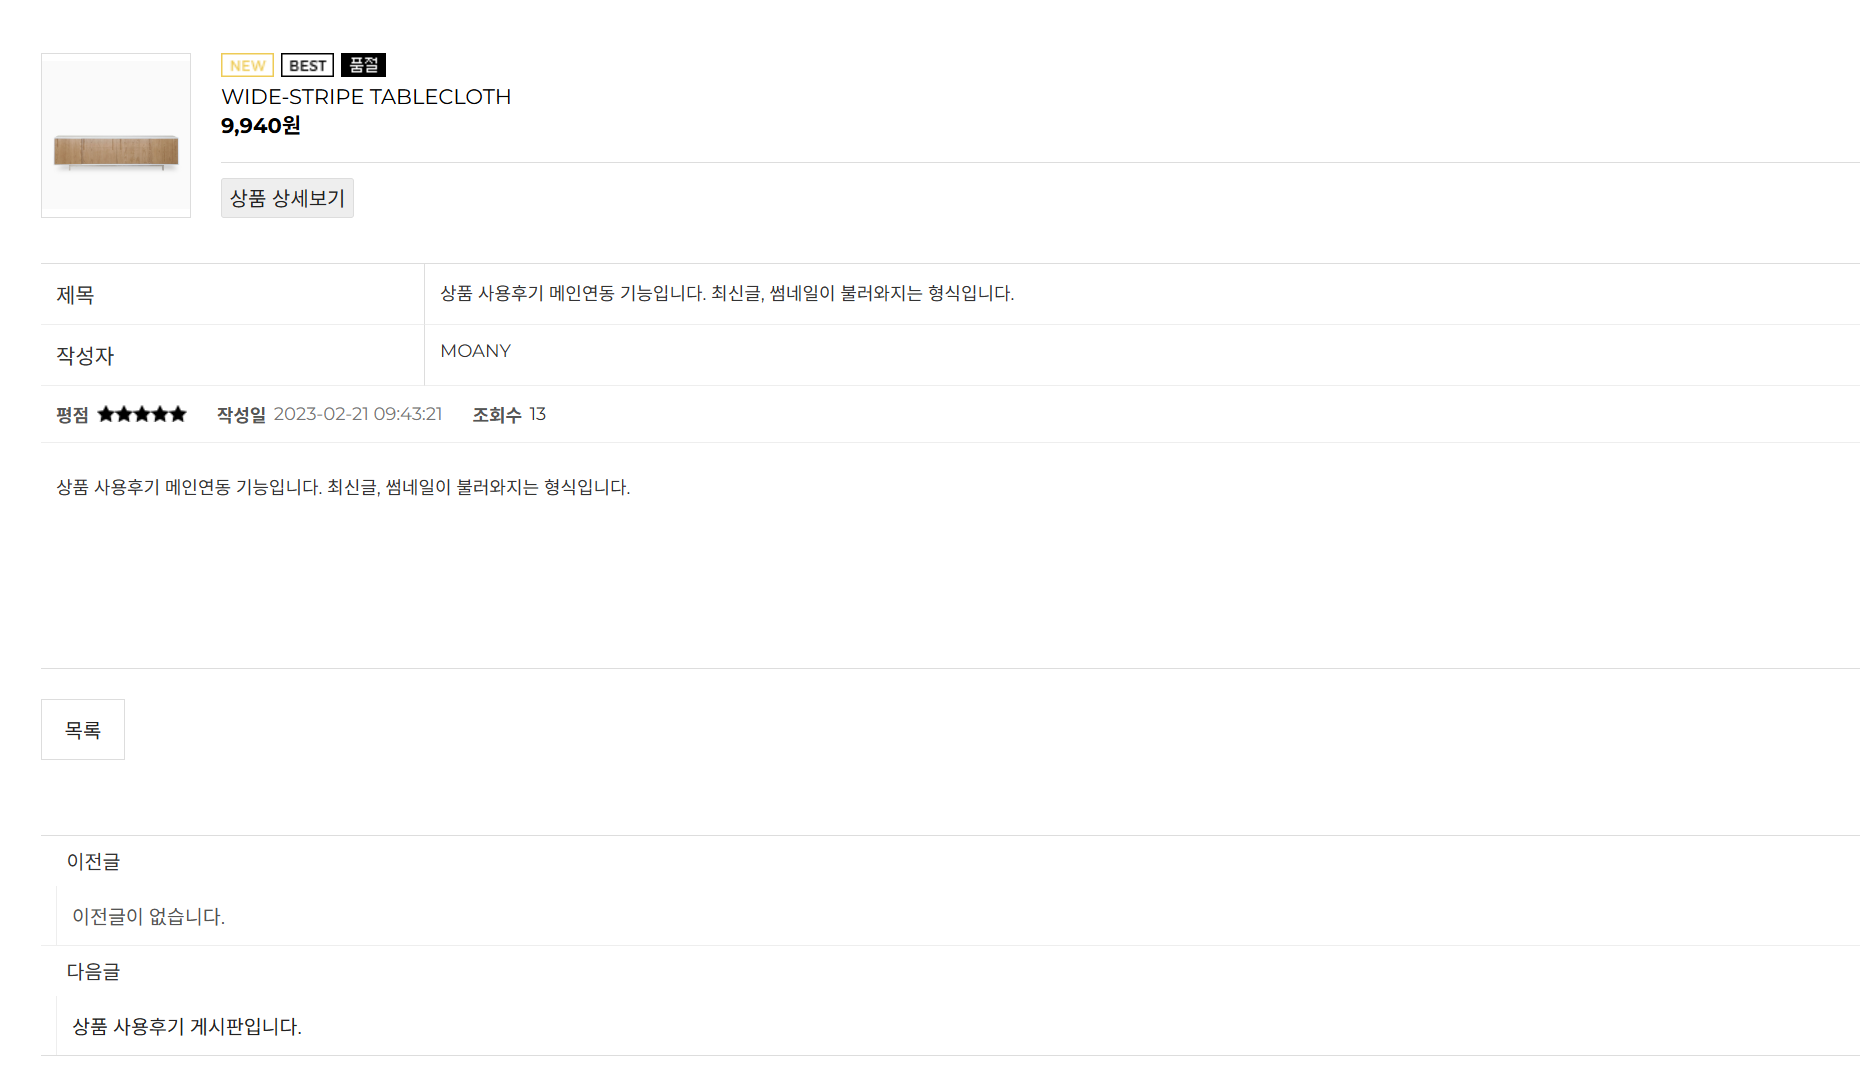 NEW BEST 품절
WIDE-STRIPE TABLECLOTH
9,940원
상품 상세보기
제목 상품 사용후기 메인연동 기능입니다. 최신글, 썸네일이 불러와지는 형식입니다.
작성자 MOANY
평점 ★★★★★ 작성일 2023-02-21 09:43:21 조회수 13
상품 사용후기 메인연동 기능입니다. 최신글, 썸네일이 불러와지는 형식입니다.
목록
이전글
이전글이 없습니다.
다음글
상품 사용후기 게시판입니다.